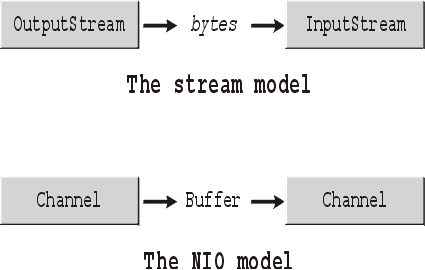 OutputStream bytes InputStream
The stream model
Channel Buffer Channel
The NIO model